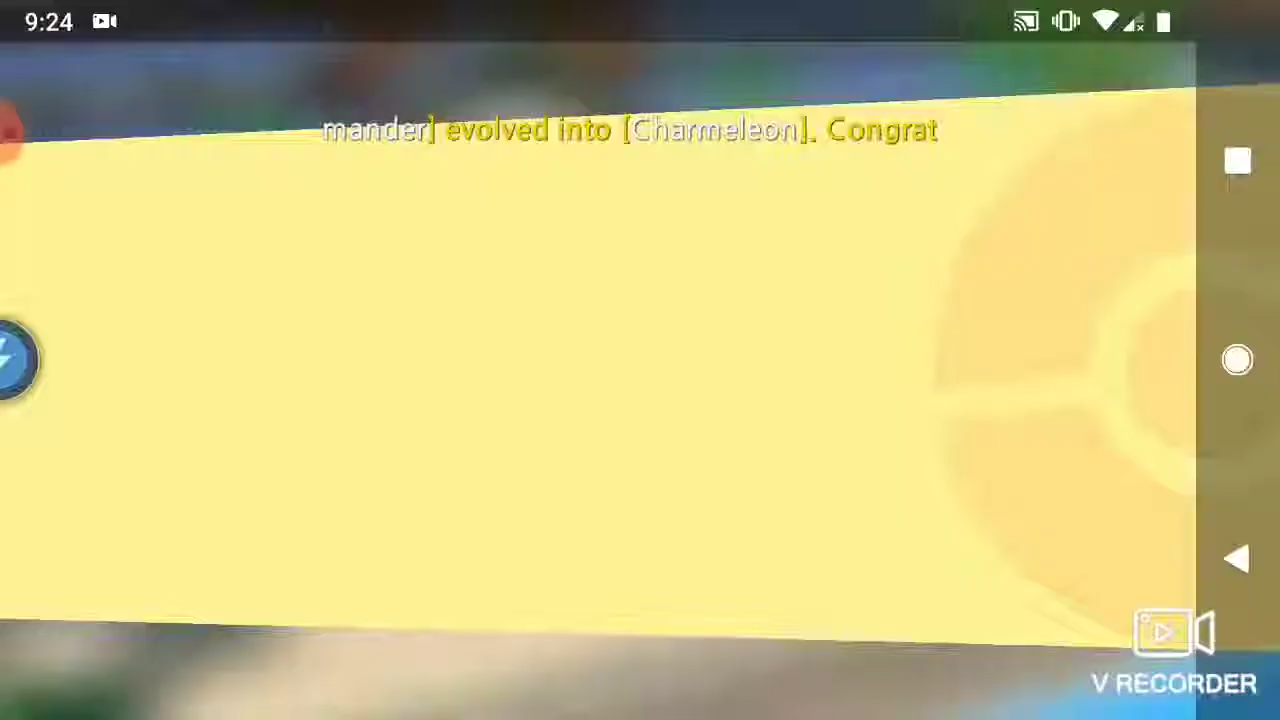 9:24
mander] evolved into [Charmeleon]. Congrat
V RECORDER